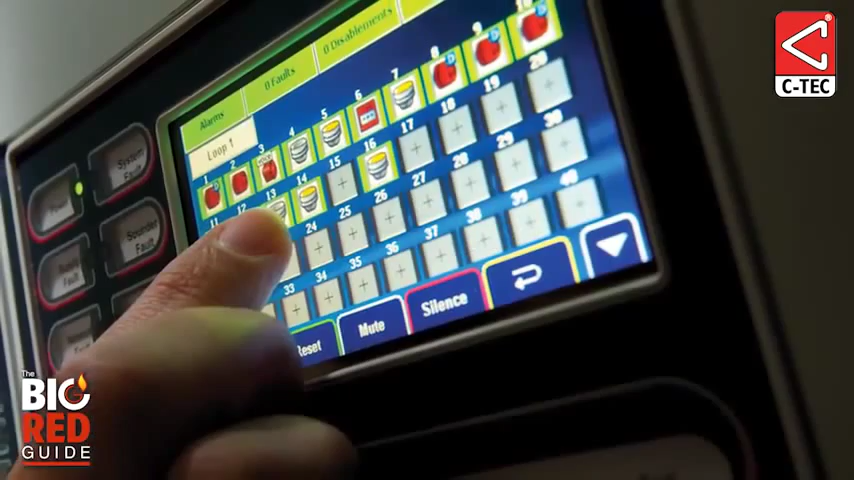 Alarms
0 Faults
0 Disablements
Loop 1
1 2 3 4 5 6 7 8 9 10
11 12 13 14 15 16 17 18 19 20
24 25 26 27 28 29 30
33 34 35 36 37 38 39 40
Reset
Mute
Silence
Power
System
Fault
Sounder
Fault
Supply
Fault
C-TEC
®
The
BIG
RED
GUIDE